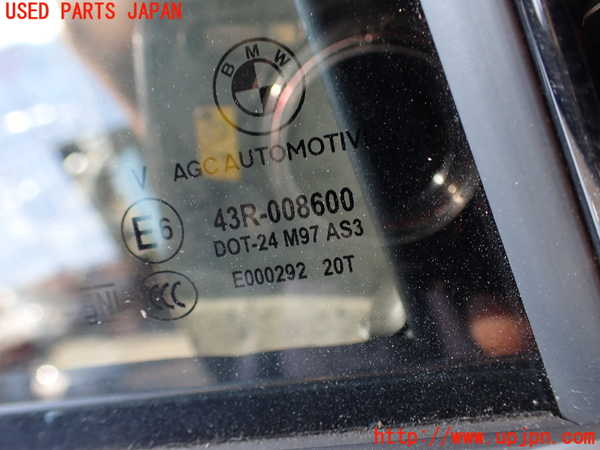 USED PARTS JAPAN
BMW
AGC AUTOMOTIV
V
E6
43R-008600
DOT-24 M97 AS3
CCC
E000292 20T
http://www.upjpn.com/